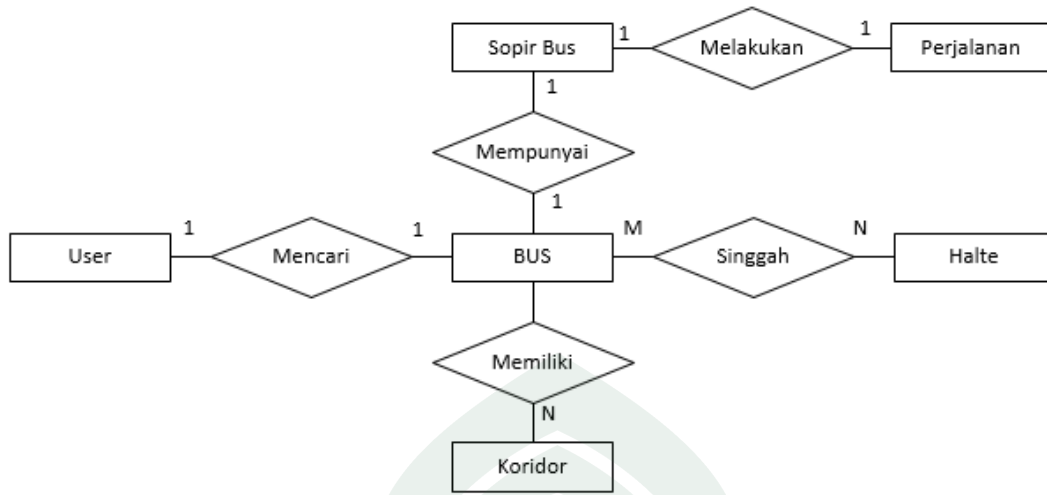 Sopir Bus 1 Melakukan 1 Perjalanan
1
Mempunyai
1
User 1 Mencari 1 BUS M Singgah N Halte
Memiliki
N
Koridor